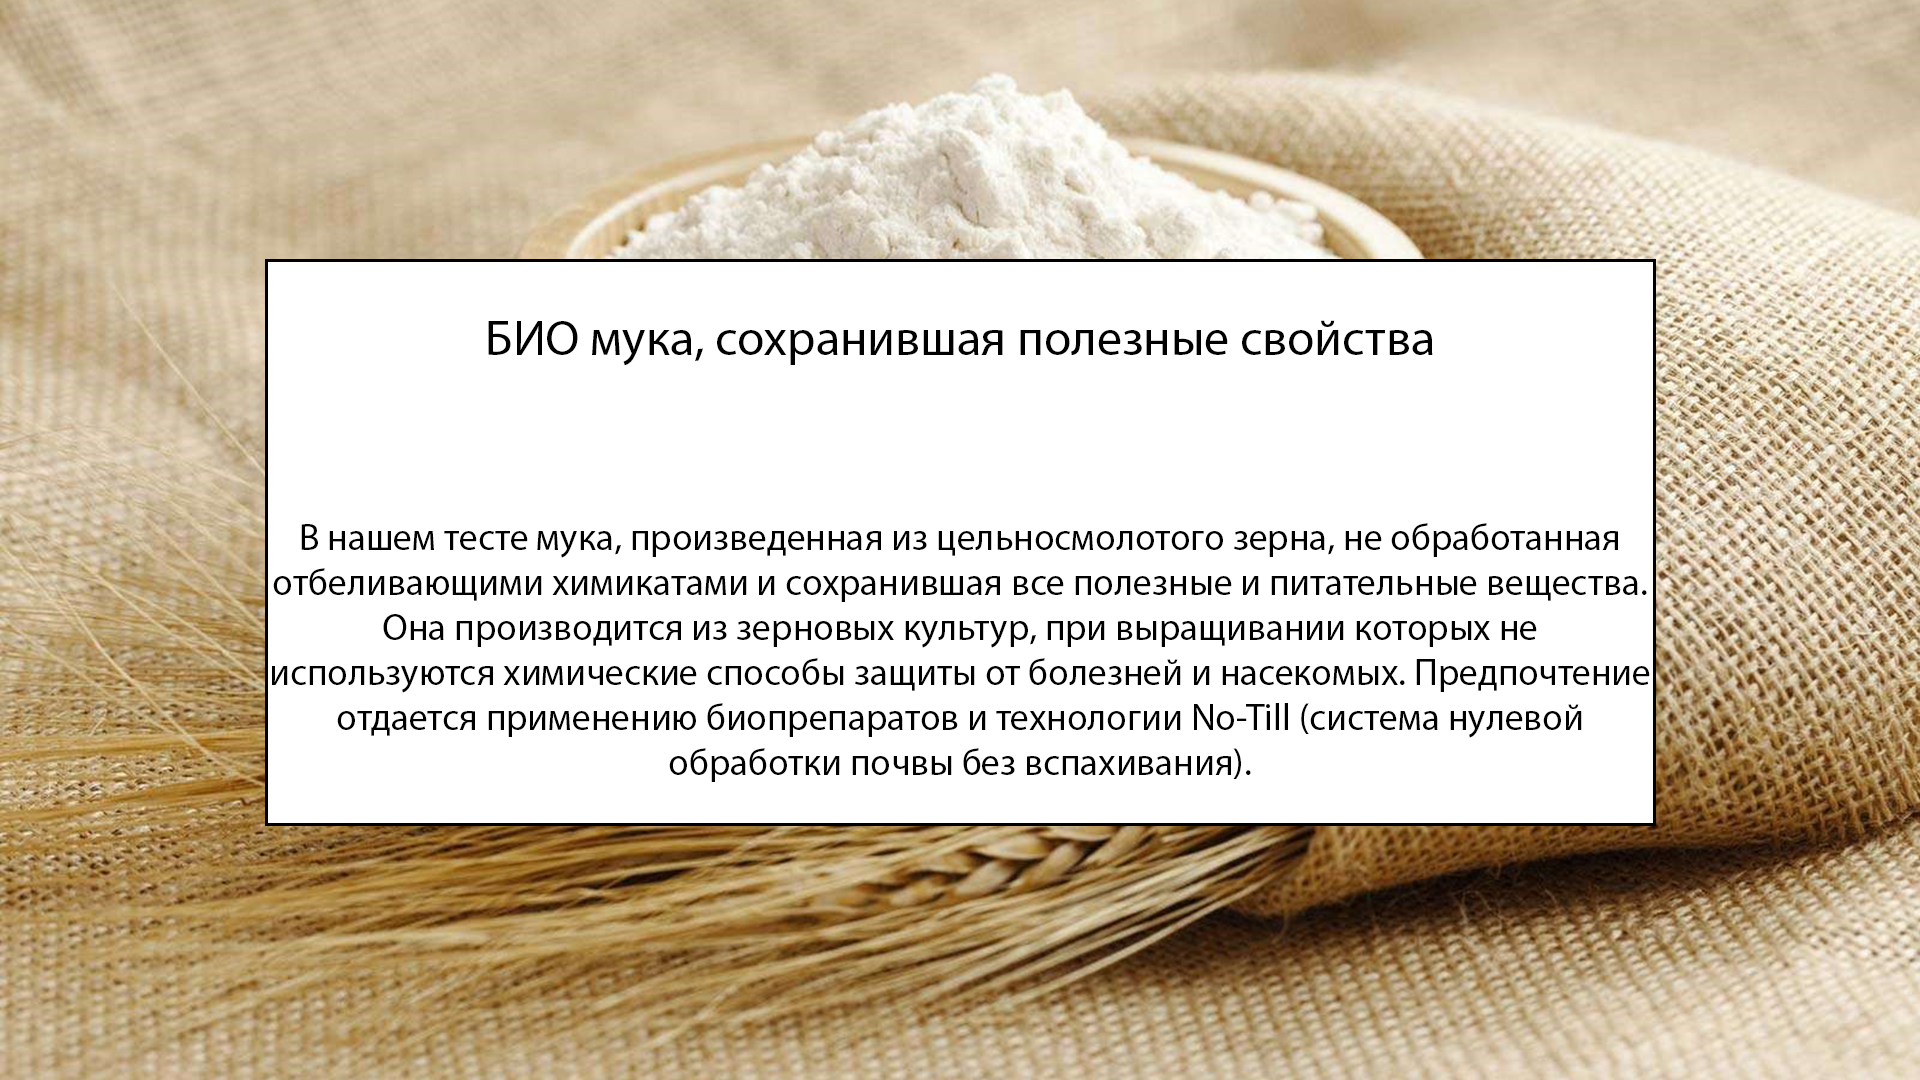 БИО мука, сохранившая полезные свойства
В нашем тесте мука, произведенная из цельносмолотого зерна, не обработанная
отбеливающими химикатами и сохранившая все полезные и питательные вещества.
Она производится из зерновых культур, при выращивании которых не
используются химические способы защиты от болезней и насекомых. Предпочтение
отдается применению биопрепаратов и технологии No-Till (система нулевой
обработки почвы без вспахивания).